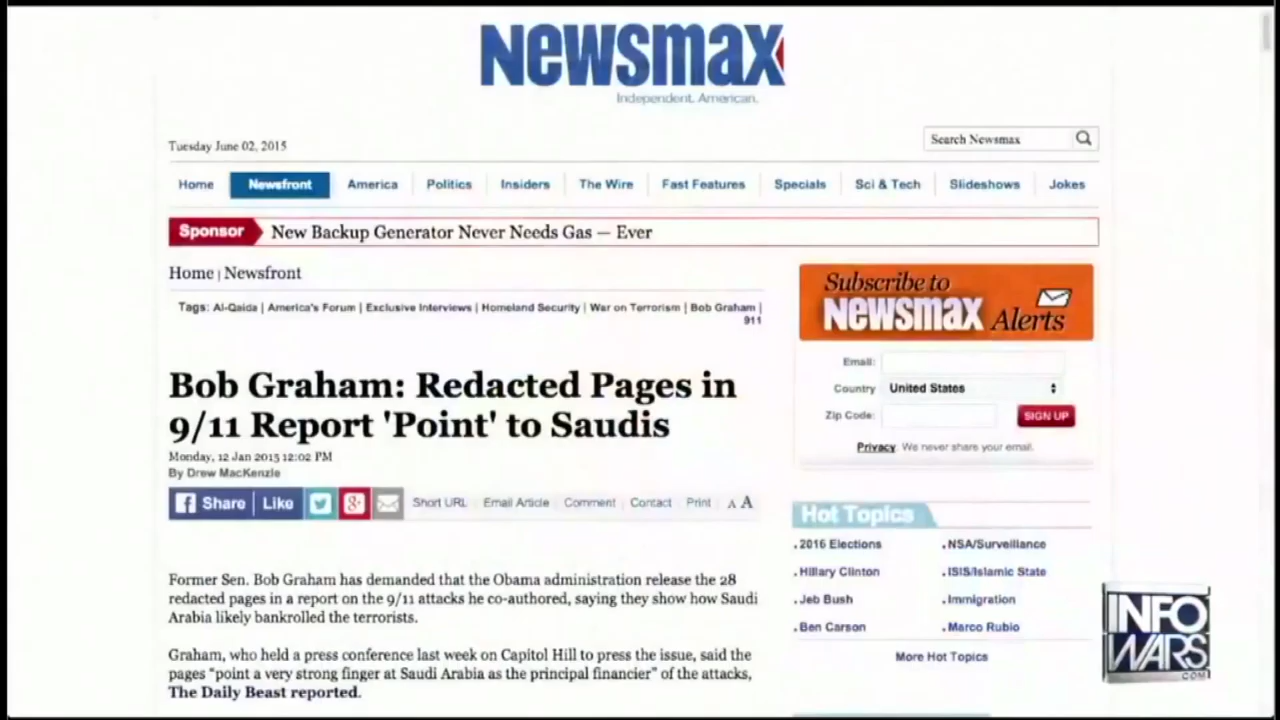 Newsmax
Independent. American.
Tuesday June 02, 2015
Search Newsmax
Home Newsfront America Politics Insiders The Wire Fast Features Specials Sci & Tech Slideshows Jokes
Sponsor New Backup Generator Never Needs Gas — Ever
Home | Newsfront
Tags: Al-Qaida | America's Forum | Exclusive Interviews | Homeland Security | War on Terrorism | Bob Graham |
911
Bob Graham: Redacted Pages in
9/11 Report 'Point' to Saudis
Monday, 12 Jan 2015 12:02 PM
By Drew MacKenzie
Share Like Short URL Email Article Comment Contact Print A A
Former Sen. Bob Graham has demanded that the Obama administration release the 28
redacted pages in a report on the 9/11 attacks he co-authored, saying they show how Saudi
Arabia likely bankrolled the terrorists.
Graham, who held a press conference last week on Capitol Hill to press the issue, said the
pages "point a very strong finger at Saudi Arabia as the principal financier" of the attacks,
The Daily Beast reported.
Subscribe to
Newsmax Alerts
Email:
Country United States
Zip Code: SIGN UP
Privacy. We never share your email.
Hot Topics
2016 Elections NSA/Surveillance
Hillary Clinton ISIS/Islamic State
Jeb Bush Immigration
Ben Carson Marco Rubio
More Hot Topics
INFO
WARS
.COM